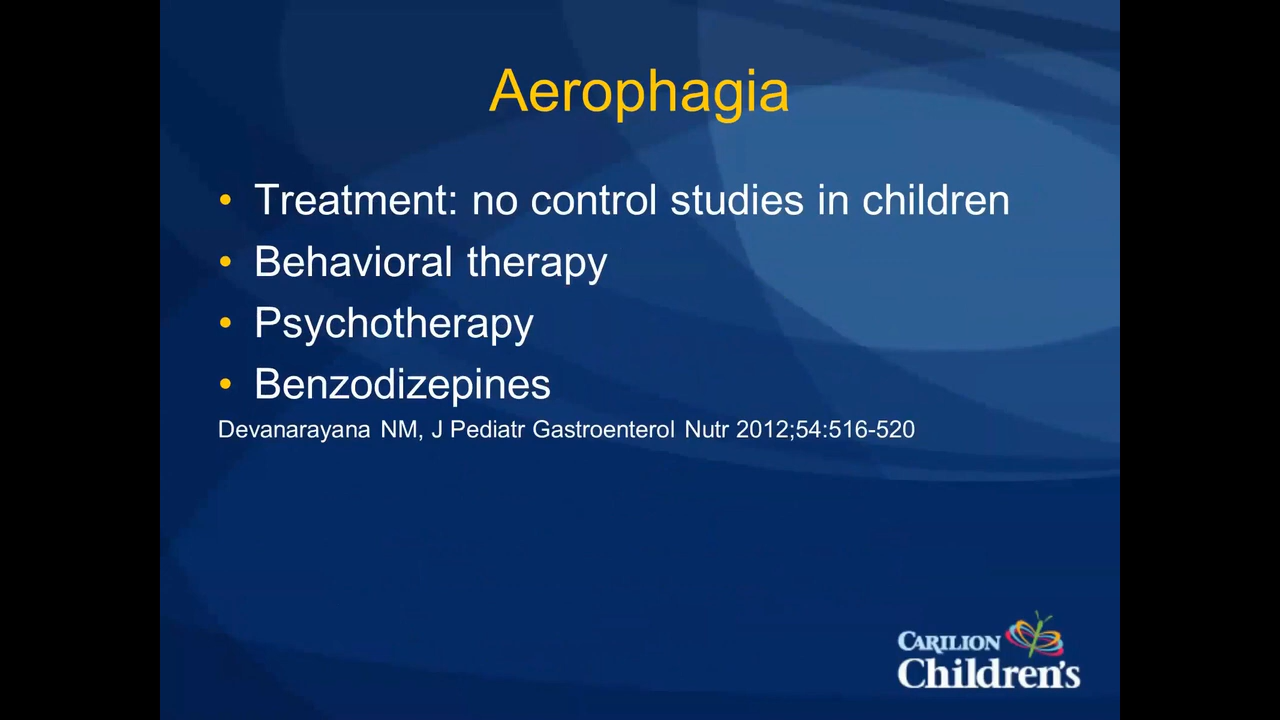 Aerophagia
• Treatment: no control studies in children
• Behavioral therapy
• Psychotherapy
• Benzodizepines
Devanarayana NM, J Pediatr Gastroenterol Nutr 2012;54:516-520
CARILION
Children's